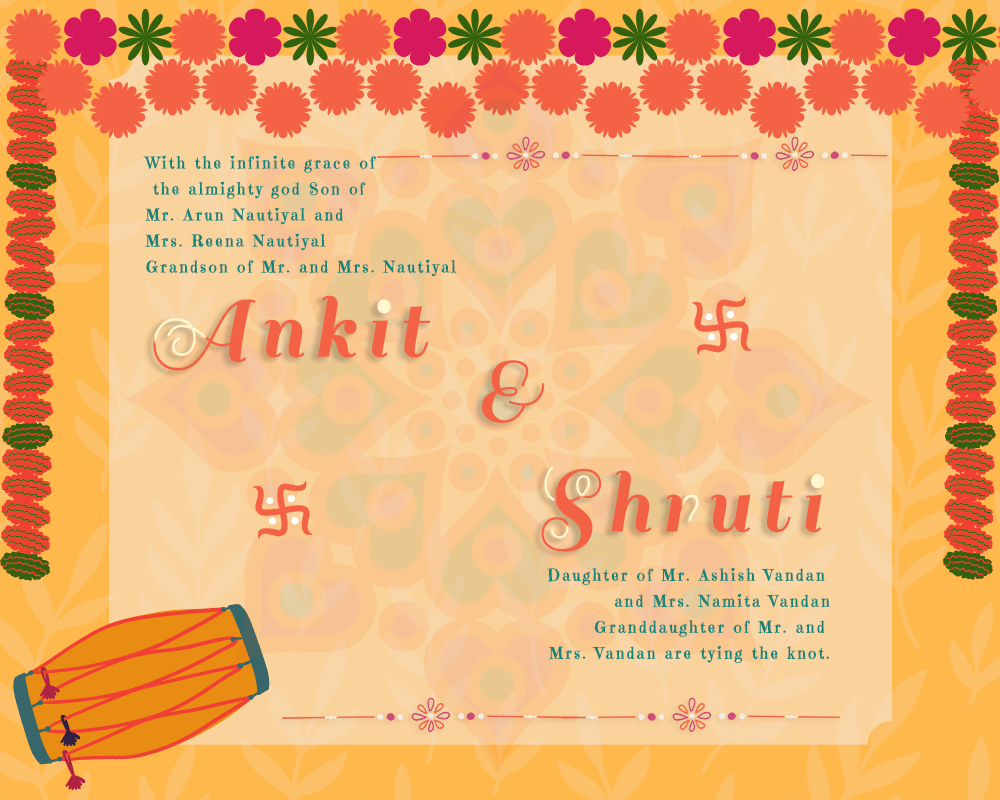 With the infinite grace of
the almighty god Son of
Mr. Arun Nautiyal and
Mrs. Reena Nautiyal
Grandson of Mr. and Mrs. Nautiyal
Ankit
&
Shruti
Daughter of Mr. Ashish Vandan
and Mrs. Namita Vandan
Granddaughter of Mr. and
Mrs. Vandan are tying the knot.